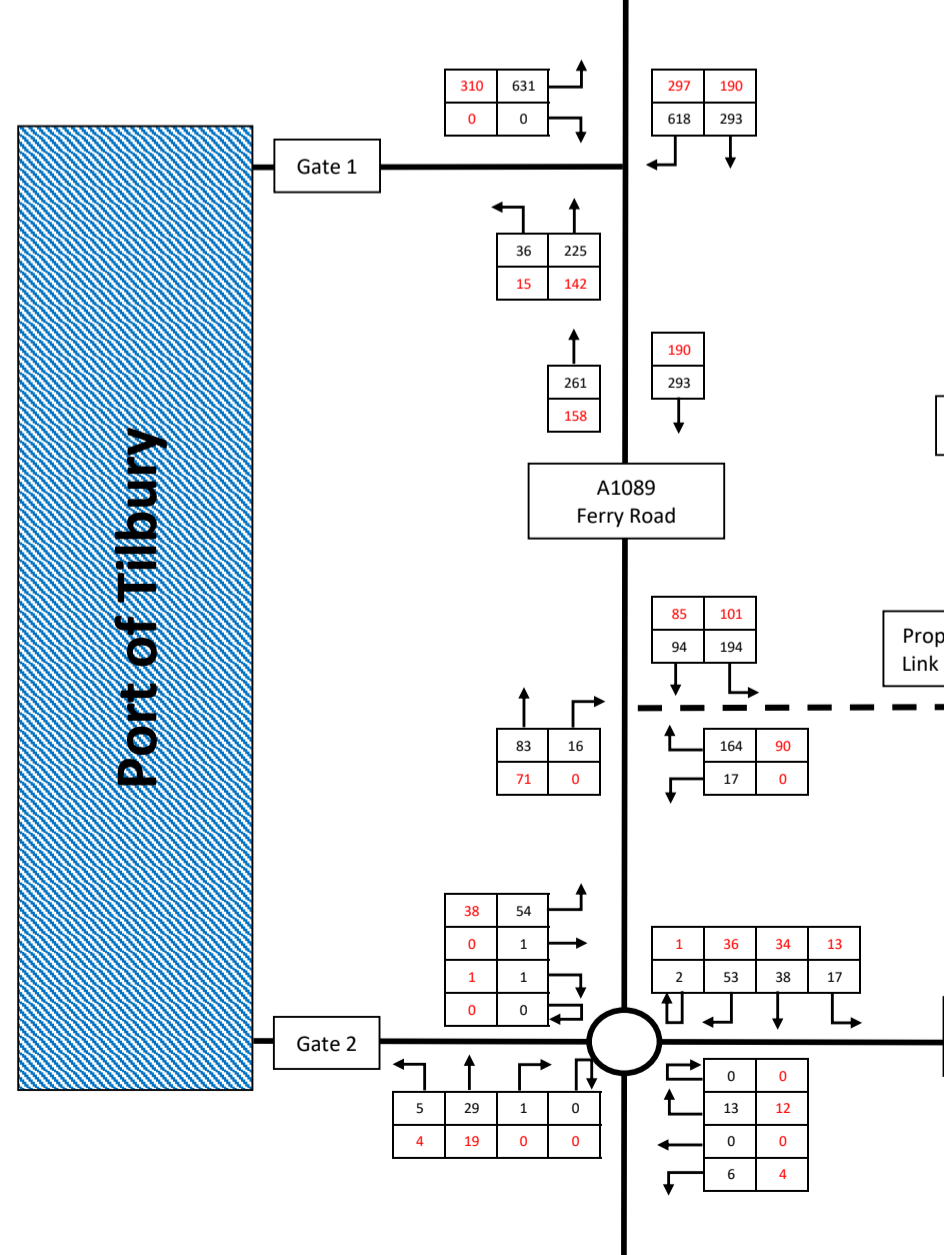 310 631
297 190
0 0
618 293
Gate 1
36 225
15 142
190
261
293
158
Port of Tilbury
A1089
Ferry Road
85 101
94 194
Prop
Link
83 16
164 90
71 0
17 0
38 54
0 1
1 36 34 13
1 1
2 53 38 17
0 0
Gate 2
0 0
5 29 1 0
13 12
4 19 0 0
0 0
6 4